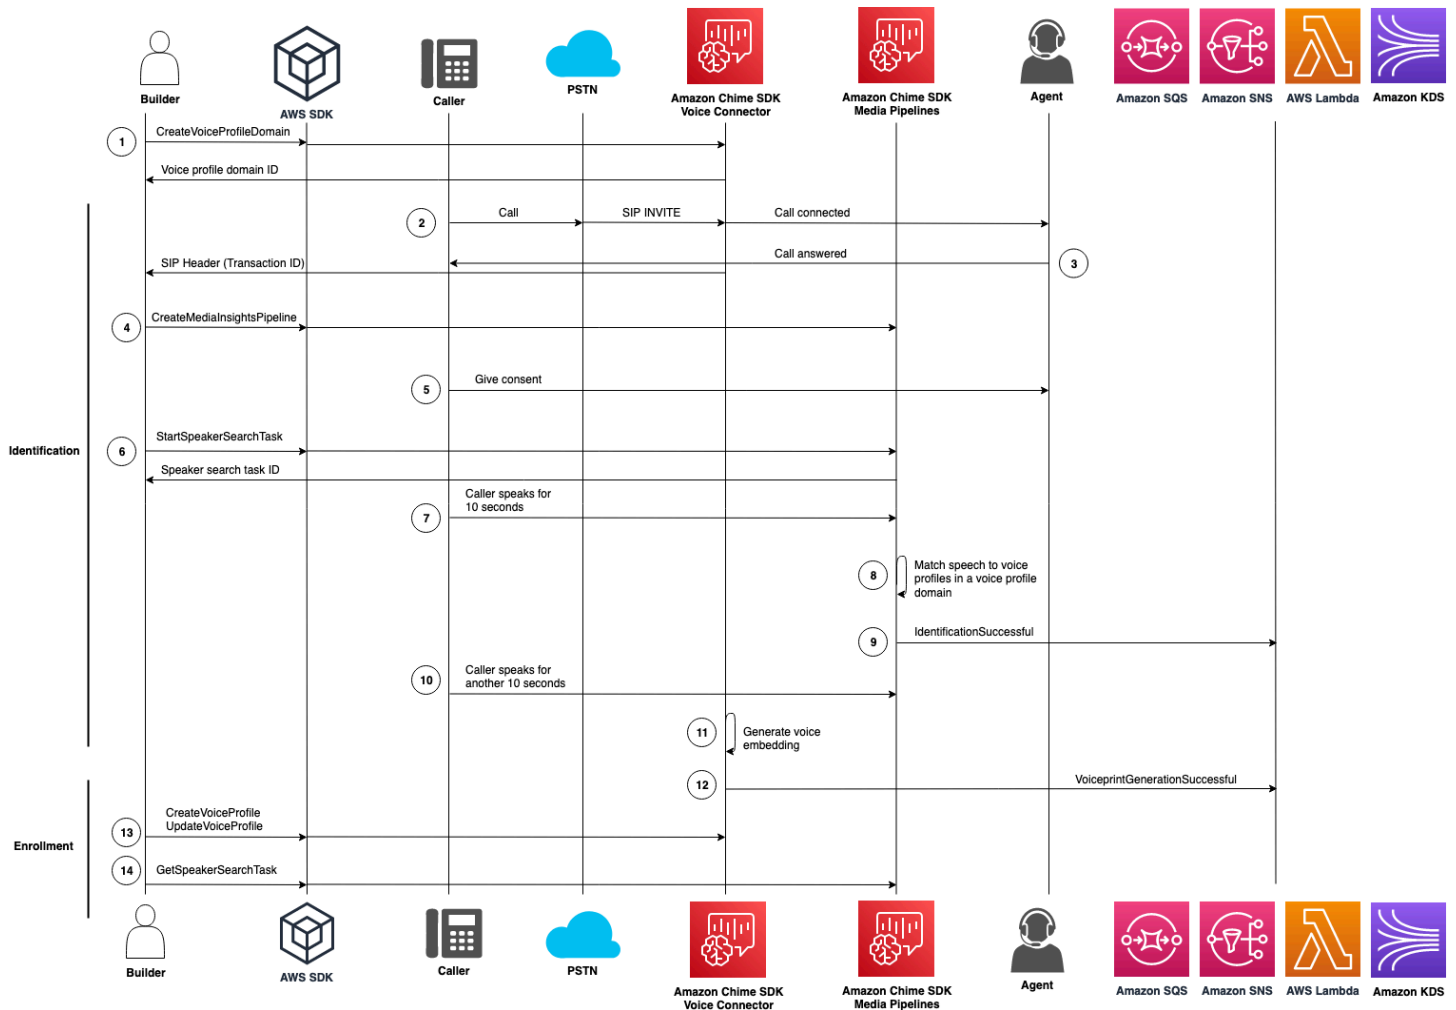 Builder
AWS SDK
Caller
PSTN
Amazon Chime SDK
Voice Connector
Amazon Chime SDK
Media Pipelines
Agent
Amazon SQS
Amazon SNS
AWS Lambda
Amazon KDS
1
CreateVoiceProfileDomain
Voice profile domain ID
2
Call
SIP INVITE
Call connected
Call answered
3
SIP Header (Transaction ID)
4
CreateMediaInsightsPipeline
5
Give consent
Identification
6
StartSpeakerSearchTask
Speaker search task ID
7
Caller speaks for
10 seconds
8
Match speech to voice
profiles in a voice profile
domain
9
IdentificationSuccessful
10
Caller speaks for
another 10 seconds
11
Generate voice
embedding
12
VoiceprintGenerationSuccessful
Enrollment
13
CreateVoiceProfile
UpdateVoiceProfile
14
GetSpeakerSearchTask
Builder
AWS SDK
Caller
PSTN
Amazon Chime SDK
Voice Connector
Amazon Chime SDK
Media Pipelines
Agent
Amazon SQS
Amazon SNS
AWS Lambda
Amazon KDS